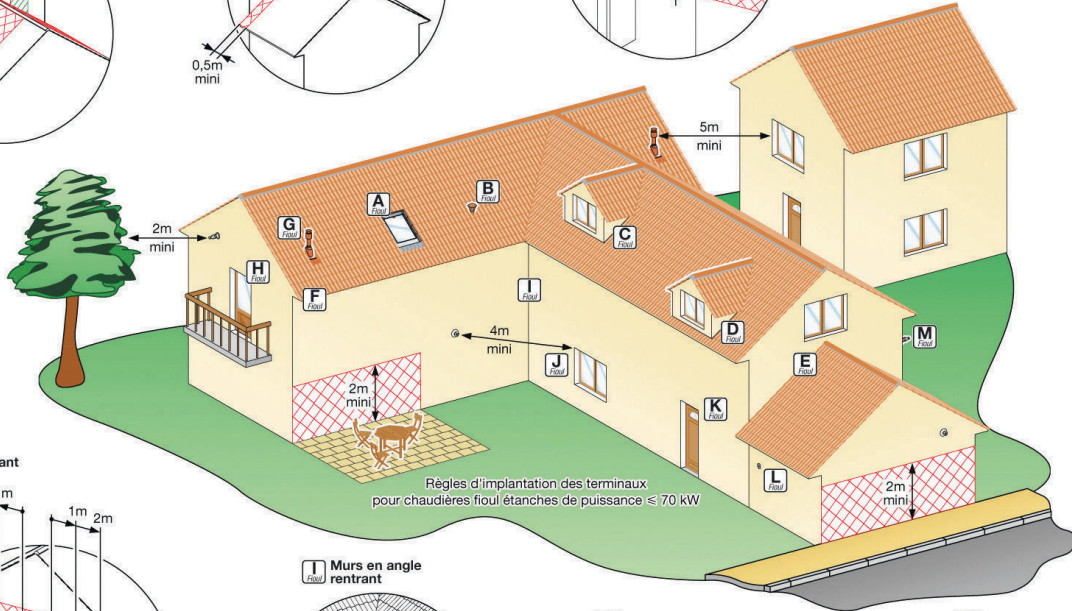 0,5m
mini
5m
mini
2m
mini
A
Fioul
B
Fioul
C
Fioul
G
Fioul
H
Fioul
F
Fioul
I
Fioul
D
Fioul
4m
mini
J
Fioul
E
Fioul
M
Fioul
2m
mini
K
Fioul
L
Fioul
2m
mini
Règles d'implantation des terminaux
pour chaudières fioul étanches de puissance ≤ 70 kW
ant
m
1m
2m
I
Fioul
Murs en angle
rentrant